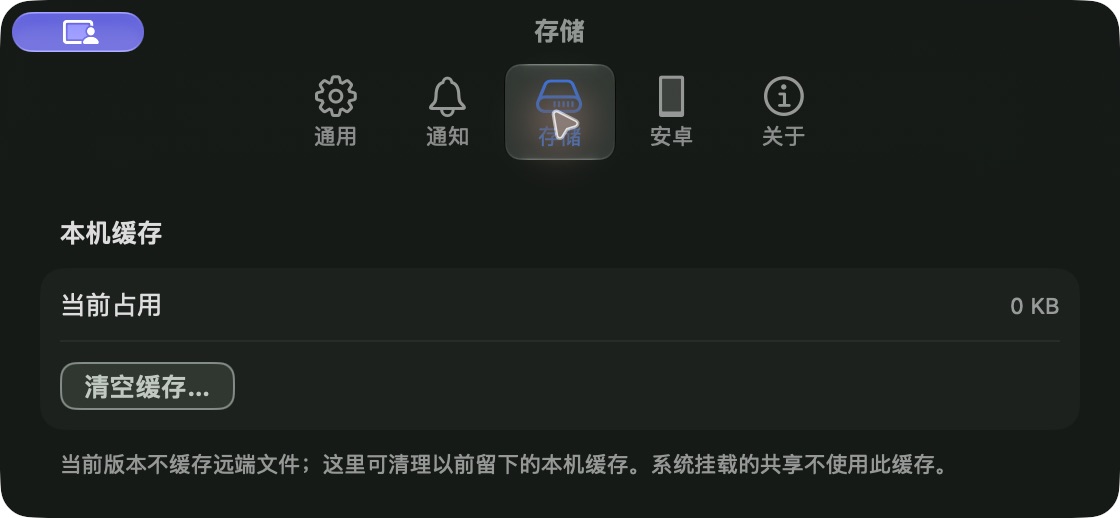 存储
通用
通知
存储
安卓
关于
本机缓存
当前占用
0 KB
清空缓存...
当前版本不缓存远端文件；这里可清理以前留下的本机缓存。系统挂载的共享不使用此缓存。